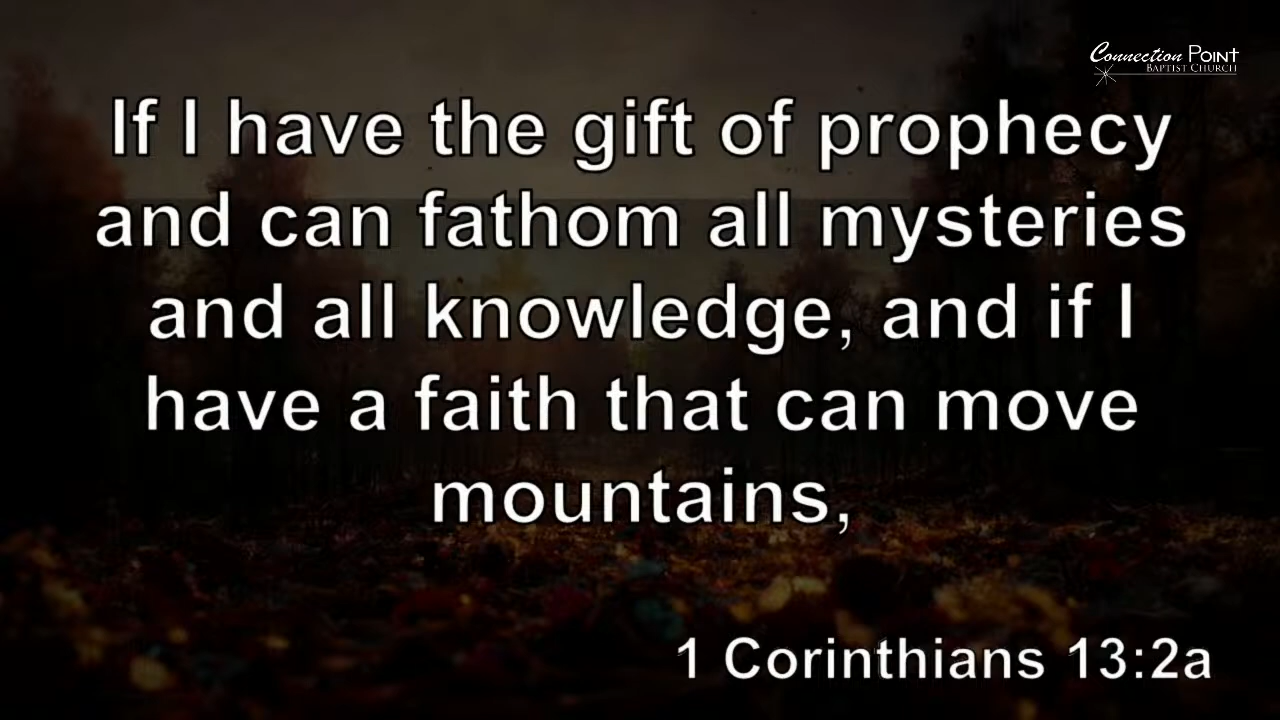 Connection Point
Baptist Church
If I have the gift of prophecy
and can fathom all mysteries
and all knowledge, and if I
have a faith that can move
mountains,
1 Corinthians 13:2a